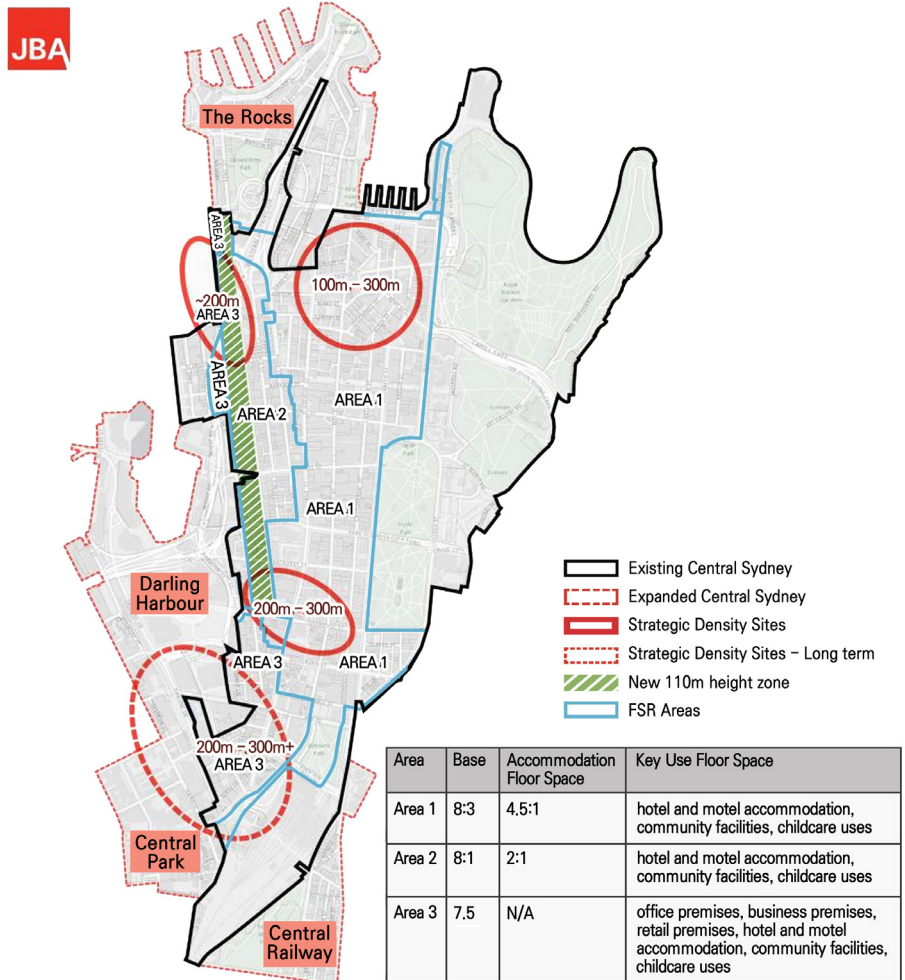 JBA
The Rocks
AREA 3
100m – 300m
~200m
AREA 3
AREA 3
AREA 2
AREA 1
AREA 1
Darling
Harbour
200m – 300m
AREA 3
AREA 1
200m – 300m+
AREA 3
Central
Park
Central
Railway
Existing Central Sydney
Expanded Central Sydney
Strategic Density Sites
Strategic Density Sites – Long term
New 110m height zone
FSR Areas
Area Base Accommodation Floor Space Key Use Floor Space
Area 1 8:3 4.5:1 hotel and motel accommodation,
community facilities, childcare uses
Area 2 8:1 2:1 hotel and motel accommodation,
community facilities, childcare uses
Area 3 7.5 N/A office premises, business premises,
retail premises, hotel and motel
accommodation, community facilities,
childcare uses